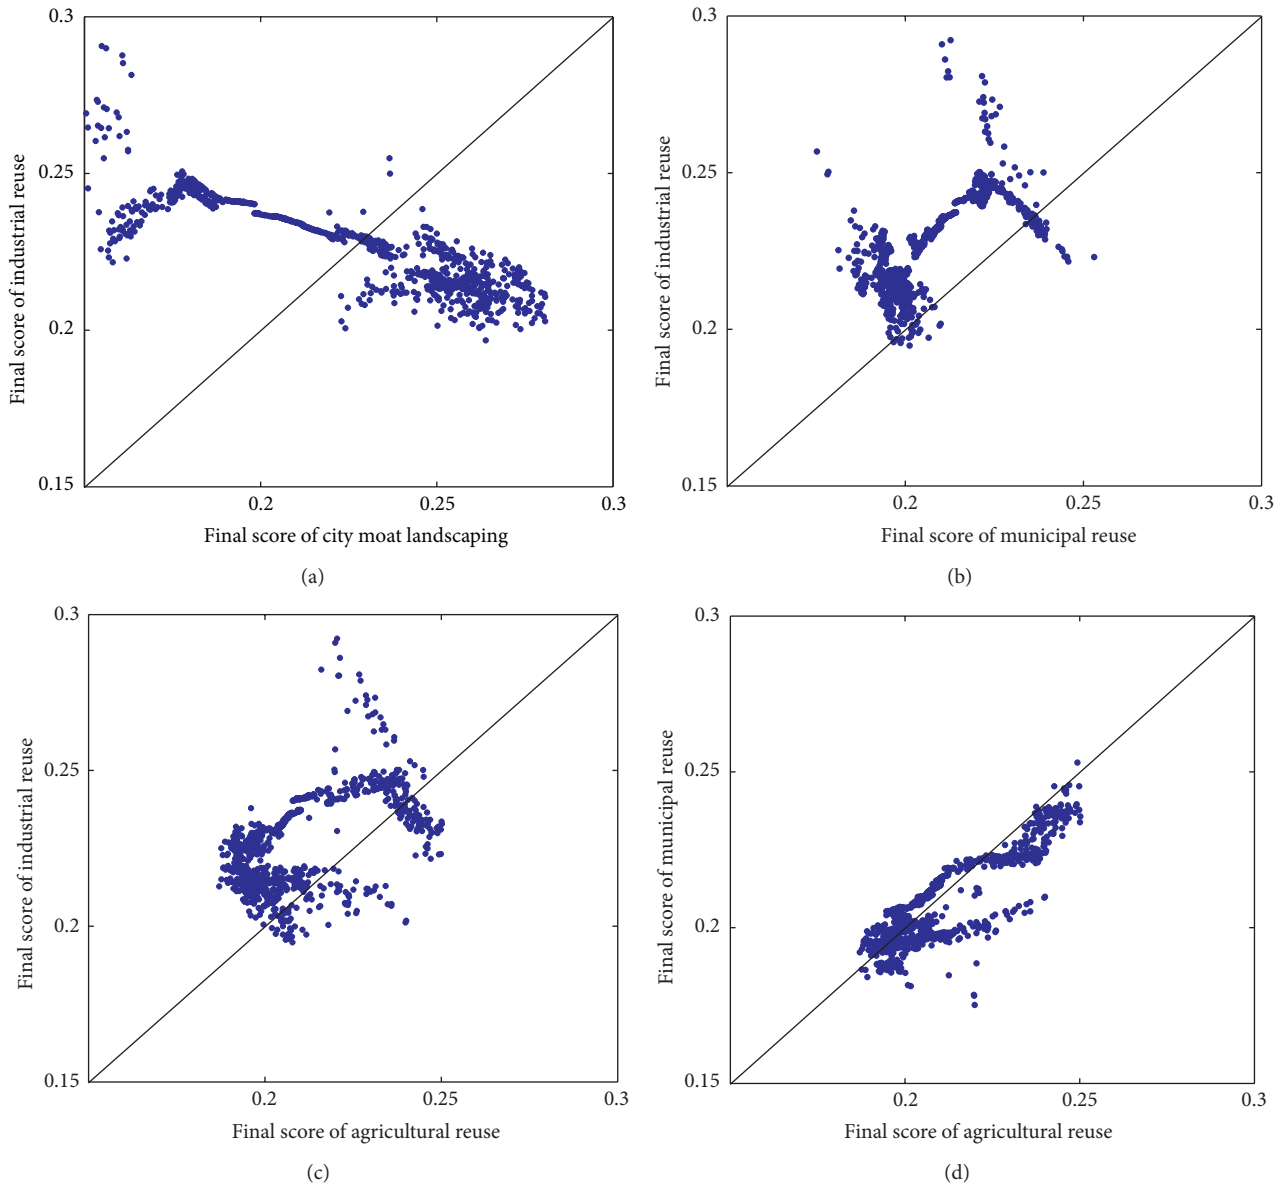 0.3
0.25
0.2
0.15
0.2
0.25
0.3
Final score of industrial reuse
Final score of city moat landscaping
(a)
0.3
0.25
0.2
0.15
0.2
0.25
0.3
Final score of industrial reuse
Final score of municipal reuse
(b)
0.3
0.25
0.2
0.15
0.2
0.25
0.3
Final score of industrial reuse
Final score of agricultural reuse
(c)
0.3
0.25
0.2
0.15
0.2
0.25
0.3
Final score of municipal reuse
Final score of agricultural reuse
(d)